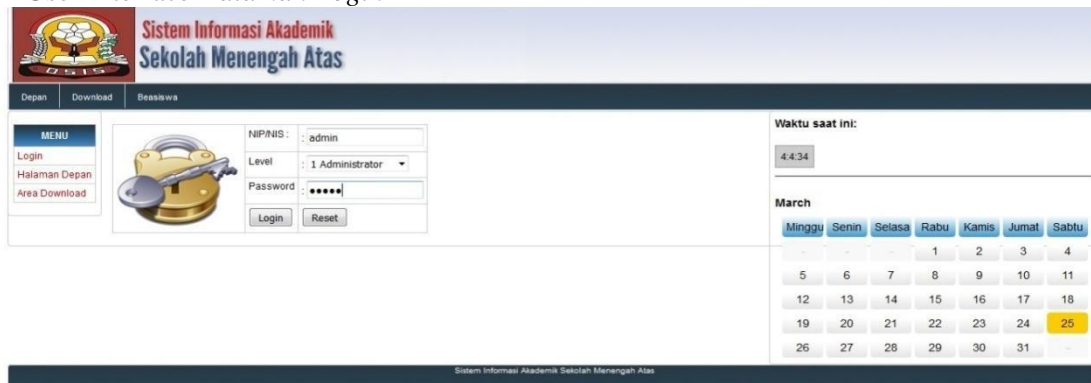 Sistem Informasi Akademik
Sekolah Menengah Atas
OSIS
Depan Download Beasiswa
MENU
Login
Halaman Depan
Area Download
NIP/NIS : : admin
Level : 1 Administrator
Password : •••••
Login Reset
Waktu saat ini:
4:4:34
March
Minggu Senin Selasa Rabu Kamis Jumat Sabtu
- - - 1 2 3 4
5 6 7 8 9 10 11
12 13 14 15 16 17 18
19 20 21 22 23 24 25
26 27 28 29 30 31 -
Sistem Informasi Akademik Sekolah Menengah Atas